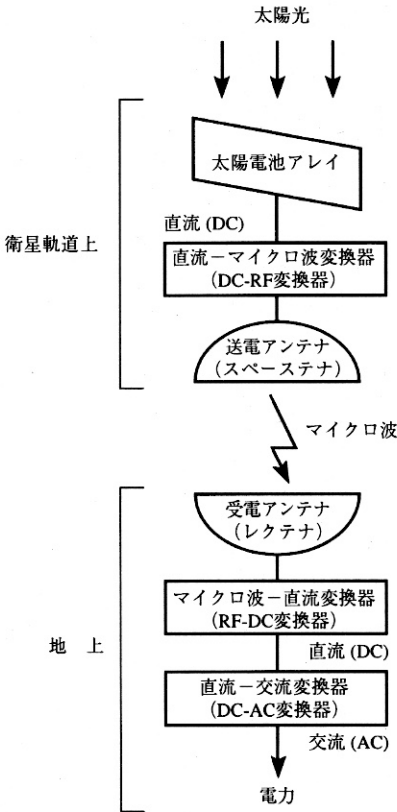 太陽光
太陽電池アレイ
直流 (DC)
衛星軌道上
直流－マイクロ波変換器
(DC-RF変換器)
送電アンテナ
(スペーステナ)
マイクロ波
受電アンテナ
(レクテナ)
マイクロ波－直流変換器
(RF-DC変換器)
直流 (DC)
地 上
直流－交流変換器
(DC-AC変換器)
交流 (AC)
電力